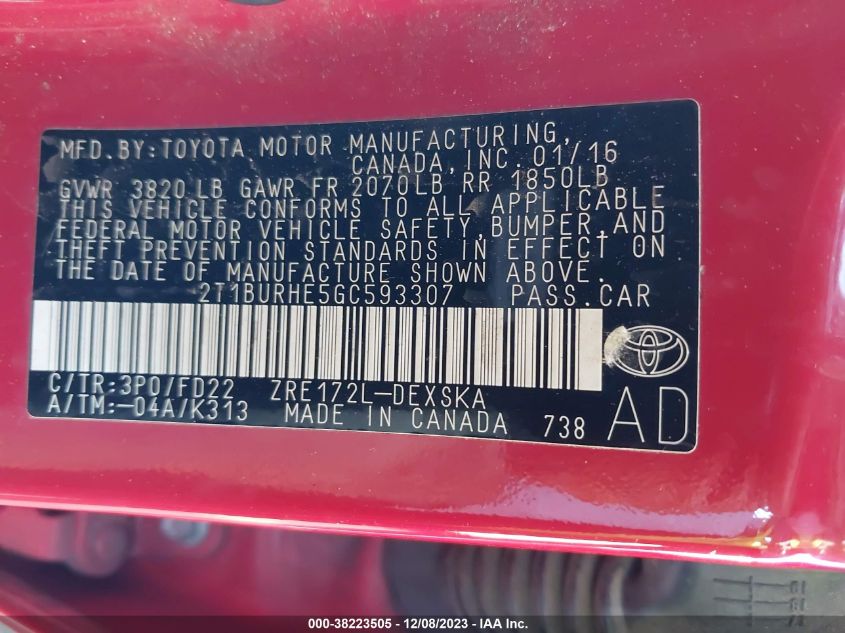 MFD.BY:TOYOTA MOTOR MANUFACTURING,
CANADA,INC. 01/16
GVWR 3820 LB GAWR FR 2070LB RR 1850LB
THIS VEHICLE CONFORMS TO ALL APPLICABLE
FEDERAL MOTOR VEHICLE SAFETY,BUMPER,AND
THEFT PREVENTION STANDARDS IN EFFECT ON
THE DATE OF MANUFACTURE SHOWN ABOVE.
2T1BURHE5GC593307 PASS.CAR
C/TR:3P0/FD22 ZRE172L-DEXSKA
A/TM:-04A/K313 MADE IN CANADA 738 AD
000-38223505 - 12/08/2023 - IAA Inc.